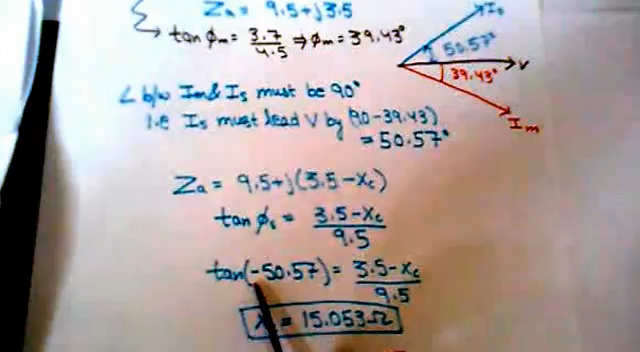 Za = 9.5+j3.5
tan φm = 3.7/4.5 ⇒ φm = 39.43°
Is
50.57°
V
39.43°
Im
∠ b/w Im & Is must be 90°
i.e Is must lead V by (90-39.43)
= 50.57°
Za = 9.5+j(3.5-Xc)
tan φs = 3.5-Xc/9.5
tan(-50.57) = 3.5-Xc/9.5
= 15.053Ω